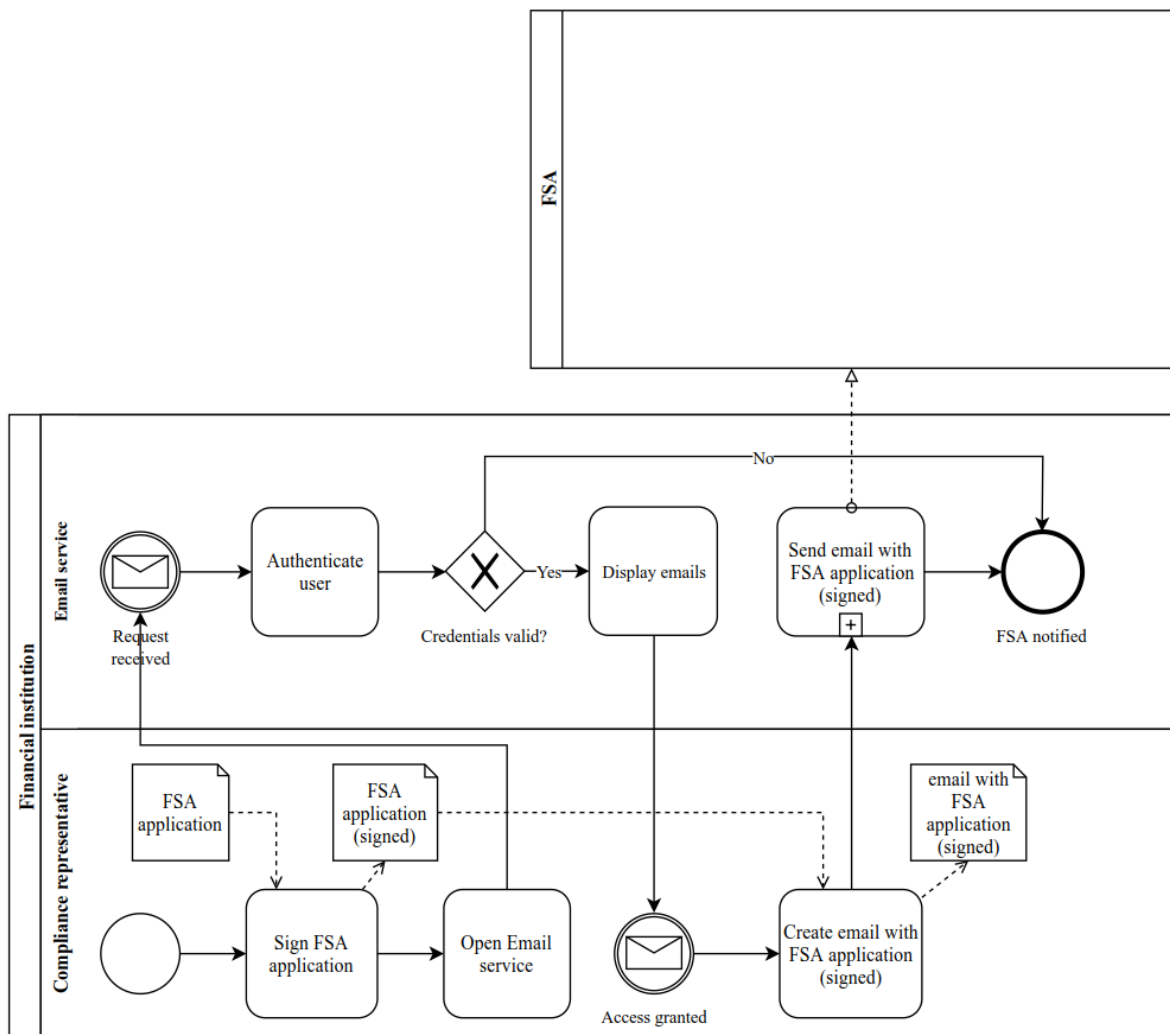 FSA
Financial institution
Email service
No
Request
received
Authenticate
user
Credentials valid?
Yes
Display emails
Send email with
FSA application
(signed)
FSA notified
Compliance representative
FSA
application
FSA
application
(signed)
email with
FSA
application
(signed)
Sign FSA
application
Open Email
service
Access granted
Create email with
FSA application
(signed)